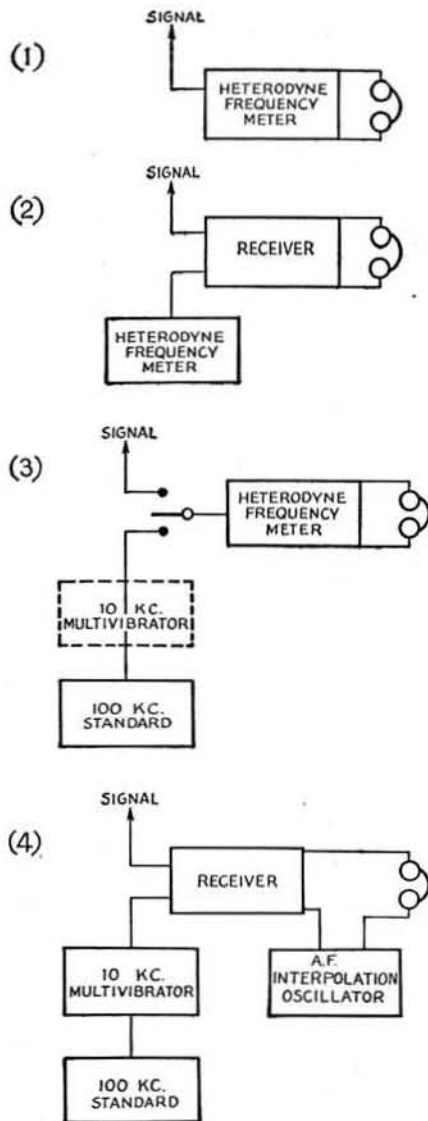 (1)
SIGNAL
HETERODYNE
FREQUENCY
METER
(2)
SIGNAL
RECEIVER
HETERODYNE
FREQUENCY
METER
(3)
SIGNAL
HETERODYNE
FREQUENCY
METER
10 KC.
MULTIVIBRATOR
100 KC.
STANDARD
(4)
SIGNAL
RECEIVER
10 KC.
MULTIVIBRATOR
A.F.
INTERPOLATION
OSCILLATOR
100 KC.
STANDARD